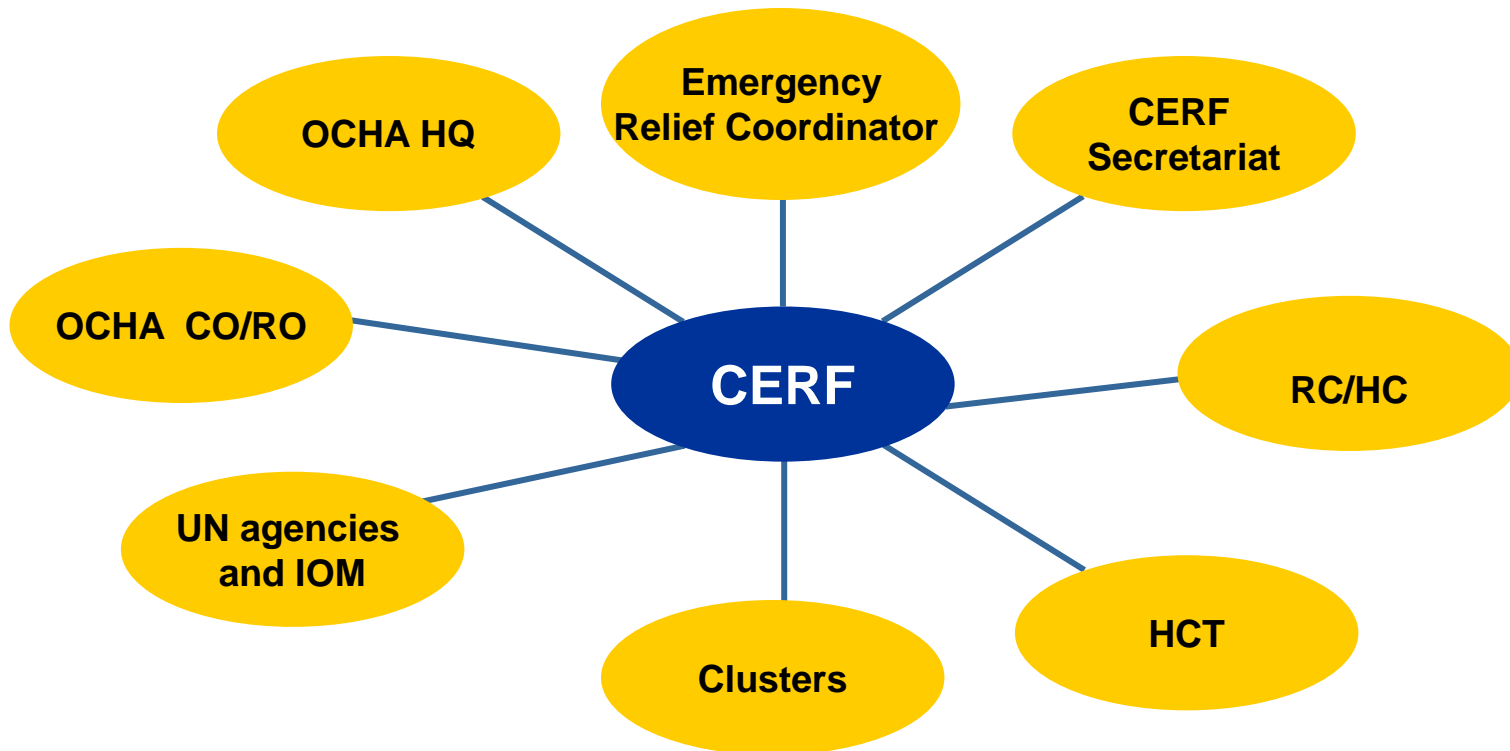 Emergency
Relief Coordinator
OCHA HQ
CERF
Secretariat
OCHA CO/RO
CERF
RC/HC
UN agencies
and IOM
HCT
Clusters